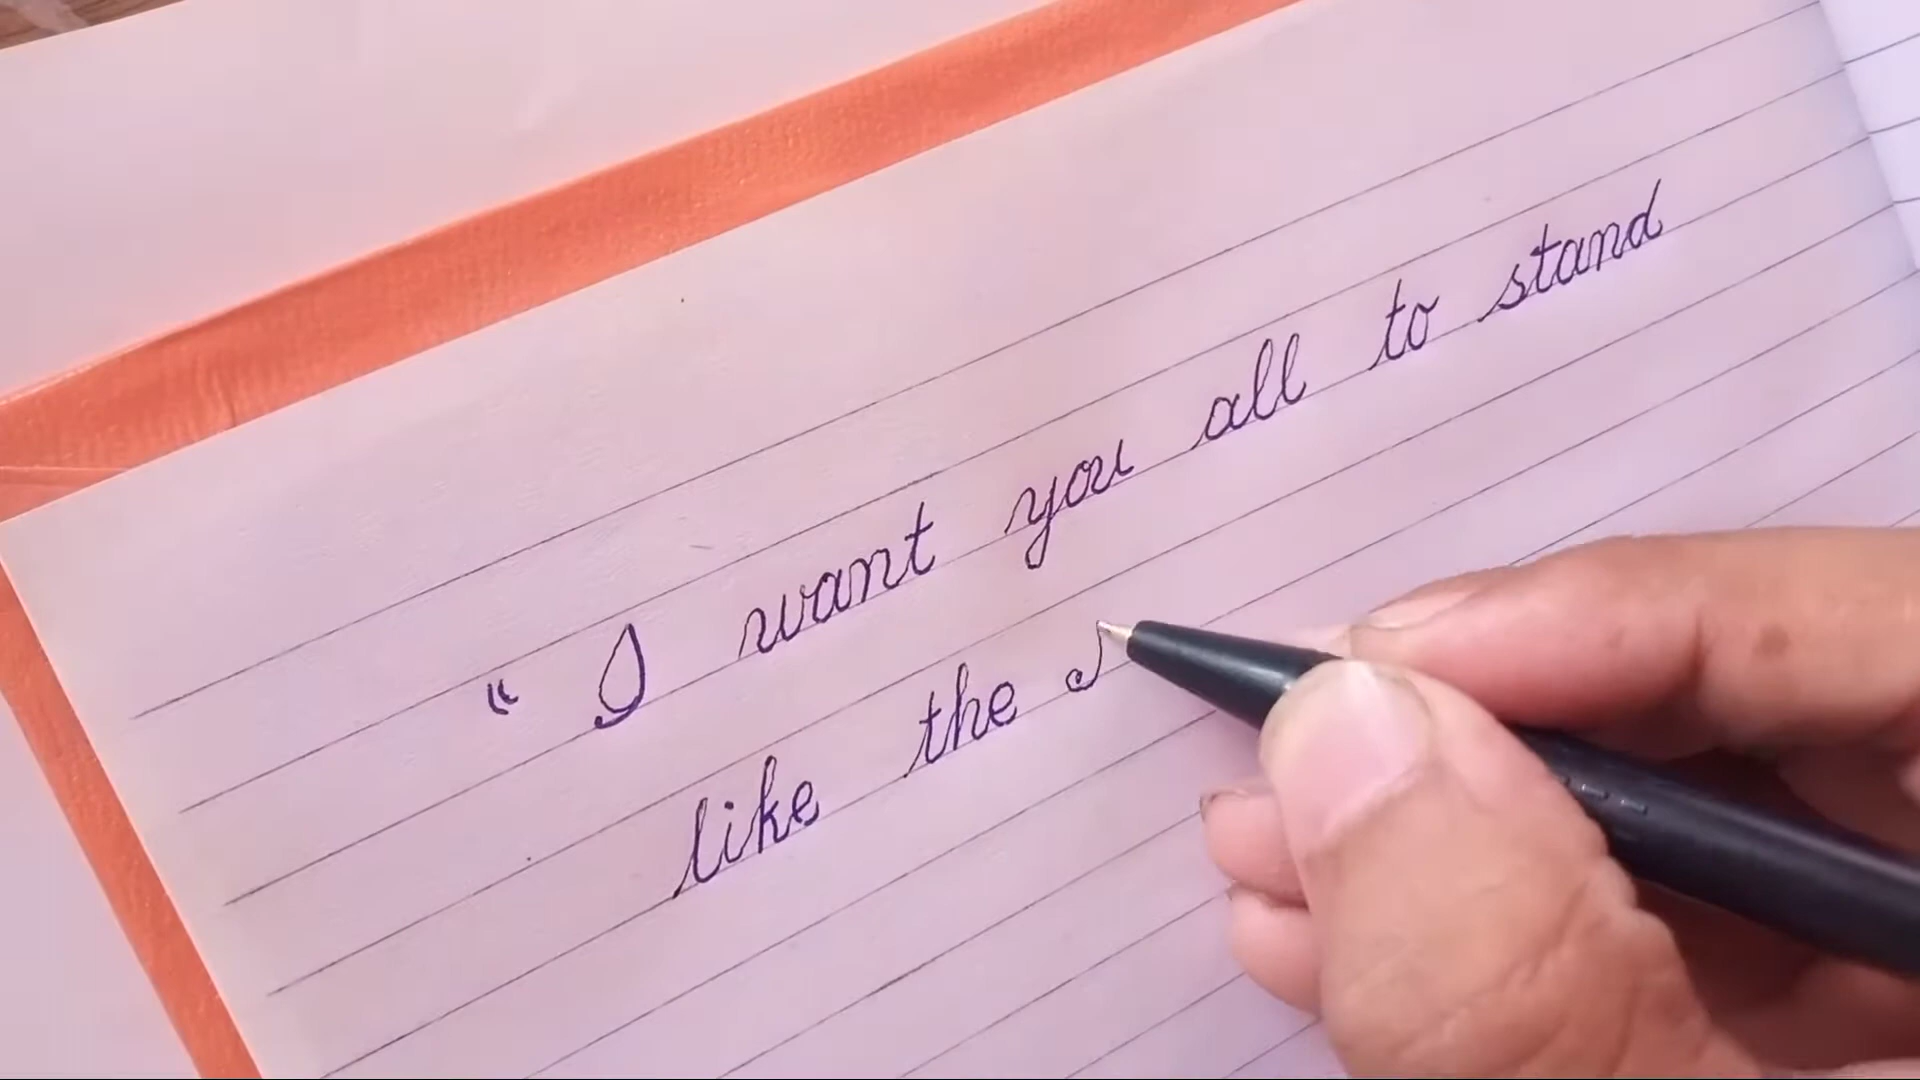 “ I want you all to stand
like the